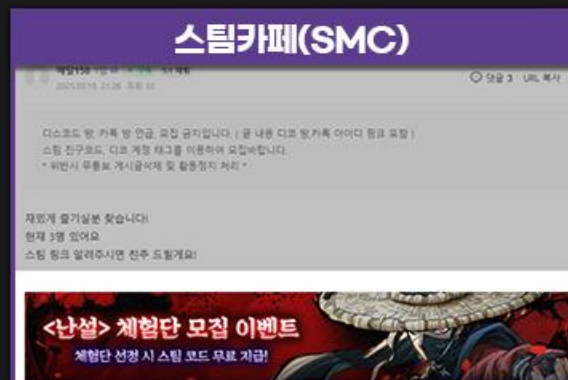 스팀카페(SMC)
댓글 3 URL 복사
디스코드 방, 카톡 방 언급, 모집 금지입니다. ( 글 내용 디코 방,카톡 아이디 링크 포함 )
스팀 친구코드, 디코 계정 태그를 이용하여 모집바랍니다.
* 위반시 무통보 게시글삭제 및 활동정지 처리 *
재밌게 즐기실분 찾습니다!
현재 3명 있어요
스팀 링크 알려주시면 친추 드릴게요!
<난설> 체험단 모집 이벤트
체험단 선정 시 스팀 코드 무료 지급!